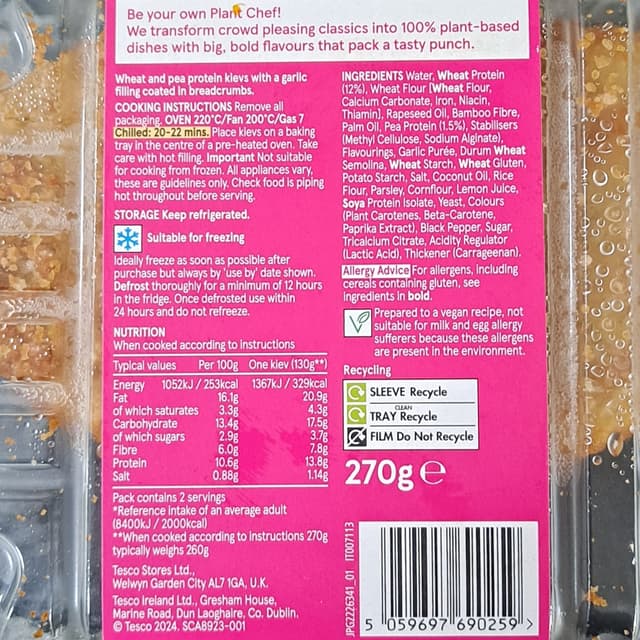 Be your own Plant Chef!
We transform crowd pleasing classics into 100% plant-based
dishes with big, bold flavours that pack a tasty punch.
Wheat and pea protein kievs with a garlic
filling coated in breadcrumbs.
COOKING INSTRUCTIONS Remove all
packaging. OVEN 220°C/Fan 200°C/Gas 7
Chilled: 20-22 mins. Place kievs on a baking
tray in the centre of a pre-heated oven. Take
care with hot filling. Important Not suitable
for cooking from frozen. All appliances vary,
these are guidelines only. Check food is piping
hot throughout before serving.
STORAGE Keep refrigerated.
Suitable for freezing
Ideally freeze as soon as possible after
purchase but always by 'use by' date shown.
Defrost thoroughly for a minimum of 12 hours
in the fridge. Once defrosted use within
24 hours and do not refreeze.
NUTRITION
When cooked according to instructions
Typical values Per 100g One kiev (130g**)
Energy 1052kJ / 253kcal 1367kJ / 329kcal
Fat 16.1g 20.9g
of which saturates 3.3g 4.3g
Carbohydrate 13.4g 17.5g
of which sugars 2.9g 3.7g
Fibre 6.0g 7.8g
Protein 10.6g 13.8g
Salt 0.88g 1.14g
Pack contains 2 servings
*Reference intake of an average adult
(8400kJ / 2000kcal)
**When cooked according to instructions 270g
typically weighs 260g
Tesco Stores Ltd.,
Welwyn Garden City AL7 1GA, U.K.
Tesco Ireland Ltd., Gresham House,
Marine Road, Dun Laoghaire, Co. Dublin.
© Tesco 2024. SCA8923-001
INGREDIENTS Water, Wheat Protein
(12%), Wheat Flour [Wheat Flour,
Calcium Carbonate, Iron, Niacin,
Thiamin], Rapeseed Oil, Bamboo Fibre,
Palm Oil, Pea Protein (1.5%), Stabilisers
(Methyl Cellulose, Sodium Alginate),
Flavourings, Garlic Purée, Durum Wheat
Semolina, Wheat Starch, Wheat Gluten,
Potato Starch, Salt, Coconut Oil, Rice
Flour, Parsley, Cornflour, Lemon Juice,
Soya Protein Isolate, Yeast, Colours
(Plant Carotenes, Beta-Carotene,
Paprika Extract), Black Pepper, Sugar,
Tricalcium Citrate, Acidity Regulator
(Lactic Acid), Thickener (Carrageenan).
Allergy Advice For allergens, including
cereals containing gluten, see
ingredients in bold.
V Prepared to a vegan recipe, not
suitable for milk and egg allergy
sufferers because these allergens
are present in the environment.
Recycling
SLEEVE Recycle
CLEAN
TRAY Recycle
FILM Do Not Recycle
270g ℮
JPG2226341_01 IT007113
5 059697 690259 >